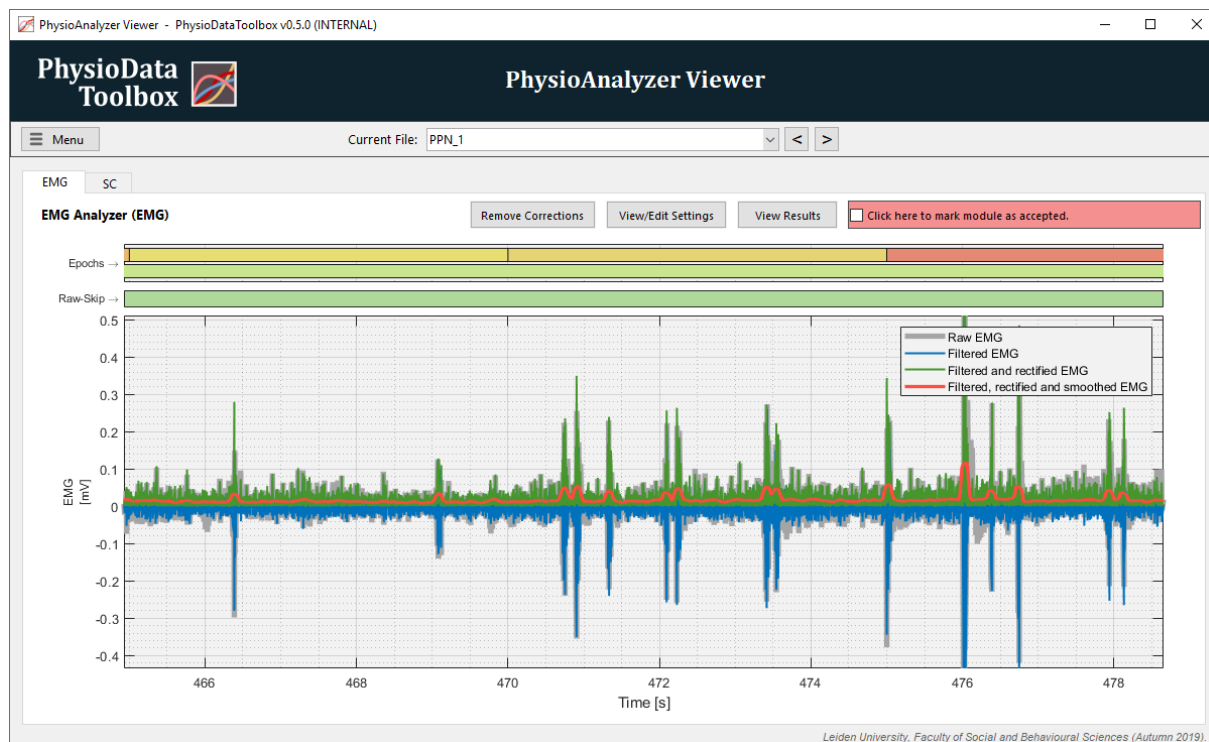 PhysioAnalyzer Viewer - PhysioDataToolbox v0.5.0 (INTERNAL)
PhysioData
Toolbox
PhysioAnalyzer Viewer
Menu
Current File: PPN_1
< >
EMG SC
EMG Analyzer (EMG)
Remove Corrections View/Edit Settings View Results Click here to mark module as accepted.
Epochs →
Raw-Skip →
0.5
0.4
0.3
0.2
0.1
0
-0.1
-0.2
-0.3
-0.4
EMG
[mV]
Raw EMG
Filtered EMG
Filtered and rectified EMG
Filtered, rectified and smoothed EMG
466 468 470 472 474 476 478
Time [s]
Leiden University, Faculty of Social and Behavioural Sciences (Autumn 2019).